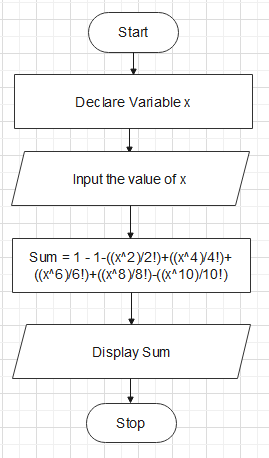 Start
Declare Variable x
Input the value of x
Sum = 1 - 1-((x^2)/2!)+((x^4)/4!)+
((x^6)/6!)+((x^8)/8!)-((x^10)/10!)
Display Sum
Stop